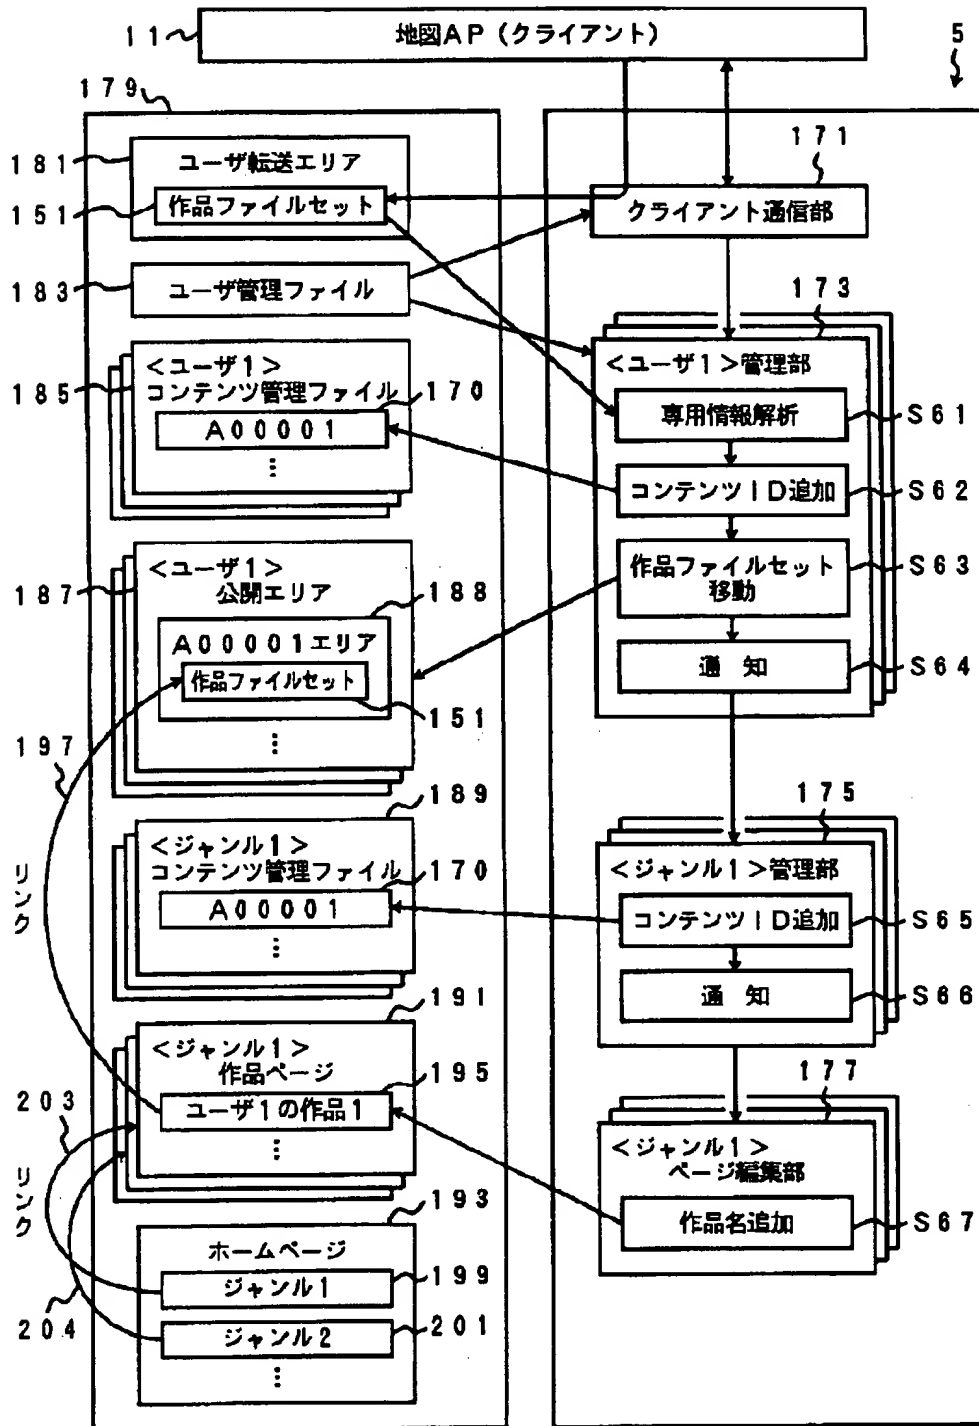 11
地図AP(クライアント)
5
179
181
ユーザ転送エリア
151
作品ファイルセット
171
クライアント通信部
183
ユーザ管理ファイル
173
<ユーザ1>管理部
専用情報解析
S61
コンテンツID追加
S62
作品ファイルセット
移動
S63
通 知
S64
185
<ユーザ1>
コンテンツ管理ファイル
170
A00001
⋮
187
<ユーザ1>
公開エリア
188
A00001エリア
作品ファイルセット
151
⋮
197
リンク
189
<ジャンル1>
コンテンツ管理ファイル
170
A00001
⋮
175
<ジャンル1>管理部
コンテンツID追加
S65
通 知
S66
191
<ジャンル1>
作品ページ
195
ユーザ1の作品1
⋮
203
リンク
204
177
<ジャンル1>
ページ編集部
作品名追加
S67
193
ホームページ
ジャンル1
199
ジャンル2
201
⋮